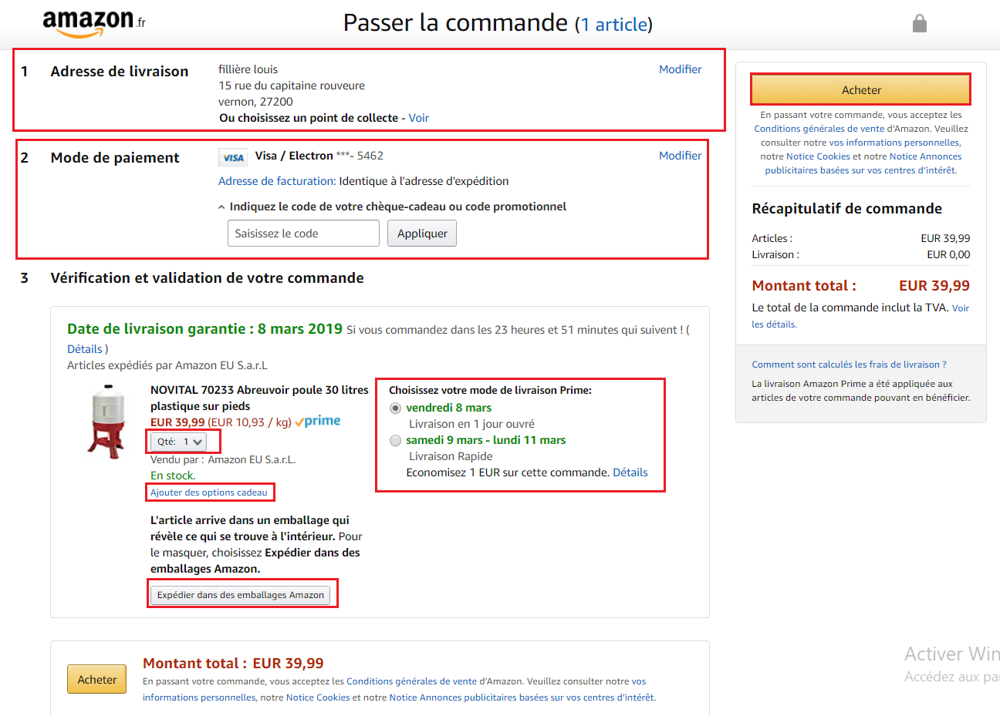 amazon.fr
Passer la commande (1 article)
1 Adresse de livraison
fillière louis
15 rue du capitaine rouveure
vernon, 27200
Ou choisissez un point de collecte - Voir
Modifier
2 Mode de paiement
VISA Visa / Electron ***- 5462
Modifier
Adresse de facturation: Identique à l'adresse d'expédition
Indiquez le code de votre chèque-cadeau ou code promotionnel
Saisissez le code
Appliquer
3 Vérification et validation de votre commande
Date de livraison garantie : 8 mars 2019 Si vous commandez dans les 23 heures et 51 minutes qui suivent ! (
Détails )
Articles expédiés par Amazon EU S.a.r.L
NOVITAL 70233 Abreuvoir poule 30 litres
plastique sur pieds
EUR 39,99 (EUR 10,93 / kg) prime
Qté: 1
Vendu par : Amazon EU S.a.r.L.
En stock.
Ajouter des options cadeau
L'article arrive dans un emballage qui
révèle ce qui se trouve à l'intérieur. Pour
le masquer, choisissez Expédier dans des
emballages Amazon.
Expédier dans des emballages Amazon
Choisissez votre mode de livraison Prime:
vendredi 8 mars
Livraison en 1 jour ouvré
samedi 9 mars - lundi 11 mars
Livraison Rapide
Economisez 1 EUR sur cette commande. Détails
Acheter
Montant total : EUR 39,99
En passant votre commande, vous acceptez les Conditions générales de vente d'Amazon. Veuillez consulter notre vos
informations personnelles, notre Notice Cookies et notre Notice Annonces publicitaires basées sur vos centres d'intérêt.
Acheter
En passant votre commande, vous acceptez les
Conditions générales de vente d'Amazon. Veuillez
consulter notre vos informations personnelles,
notre Notice Cookies et notre Notice Annonces
publicitaires basées sur vos centres d'intérêt.
Récapitulatif de commande
Articles : EUR 39,99
Livraison : EUR 0,00
Montant total : EUR 39,99
Le total de la commande inclut la TVA. Voir
les détails.
Comment sont calculés les frais de livraison ?
La livraison Amazon Prime a été appliquée aux
articles de votre commande pouvant en bénéficier.
Activer Win
Accédez aux pa